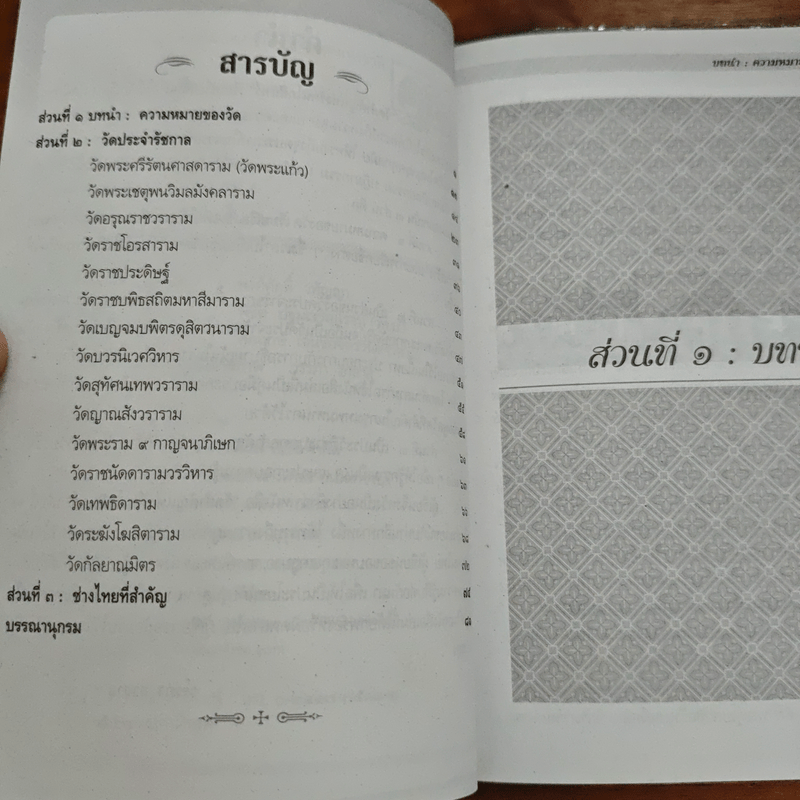 สารบัญ
ส่วนที่ ๑ บทนำ : ความหมายของวัด
ส่วนที่ ๒ : วัดประจำรัชกาล
วัดพระศรีรัตนศาสดาราม (วัดพระแก้ว)
วัดพระเชตุพนวิมลมังคลาราม
วัดอรุณราชวราราม
วัดราชโอรสาราม
วัดราชประดิษฐ์
วัดราชบพิธสถิตมหาสีมาราม
วัดเบญจมบพิตรดุสิตวนาราม
วัดบวรนิเวศวิหาร
วัดสุทัศนเทพวราราม
วัดญาณสังวราราม
วัดพระราม ๙ กาญจนาภิเษก
วัดราชนัดดารามวรวิหาร
วัดเทพธิดาราม
วัดระฆังโฆสิตาราม
วัดกัลยาณมิตร
ส่วนที่ ๓ : ช่างไทยที่สำคัญ
บรรณานุกรม
บทนำ : ความหมาย
ส่วนที่ ๑ : บท